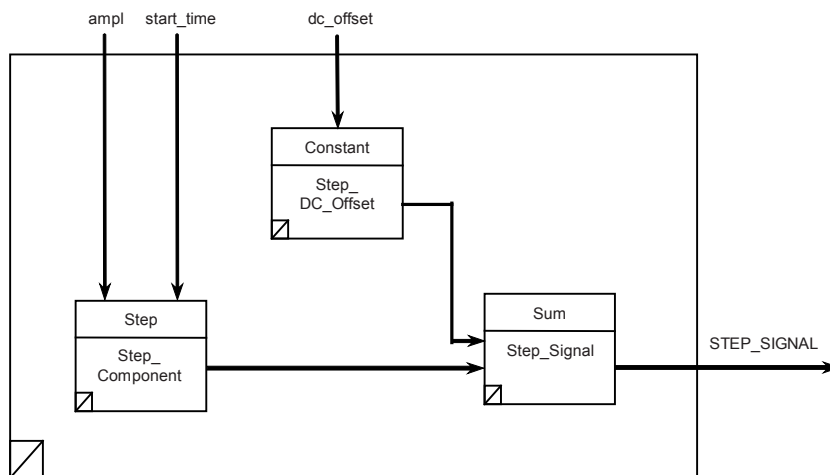 ampl
start_time
dc_offset
Constant
Step_
DC_Offset
Step
Step_
Component
Sum
Step_Signal
STEP_SIGNAL